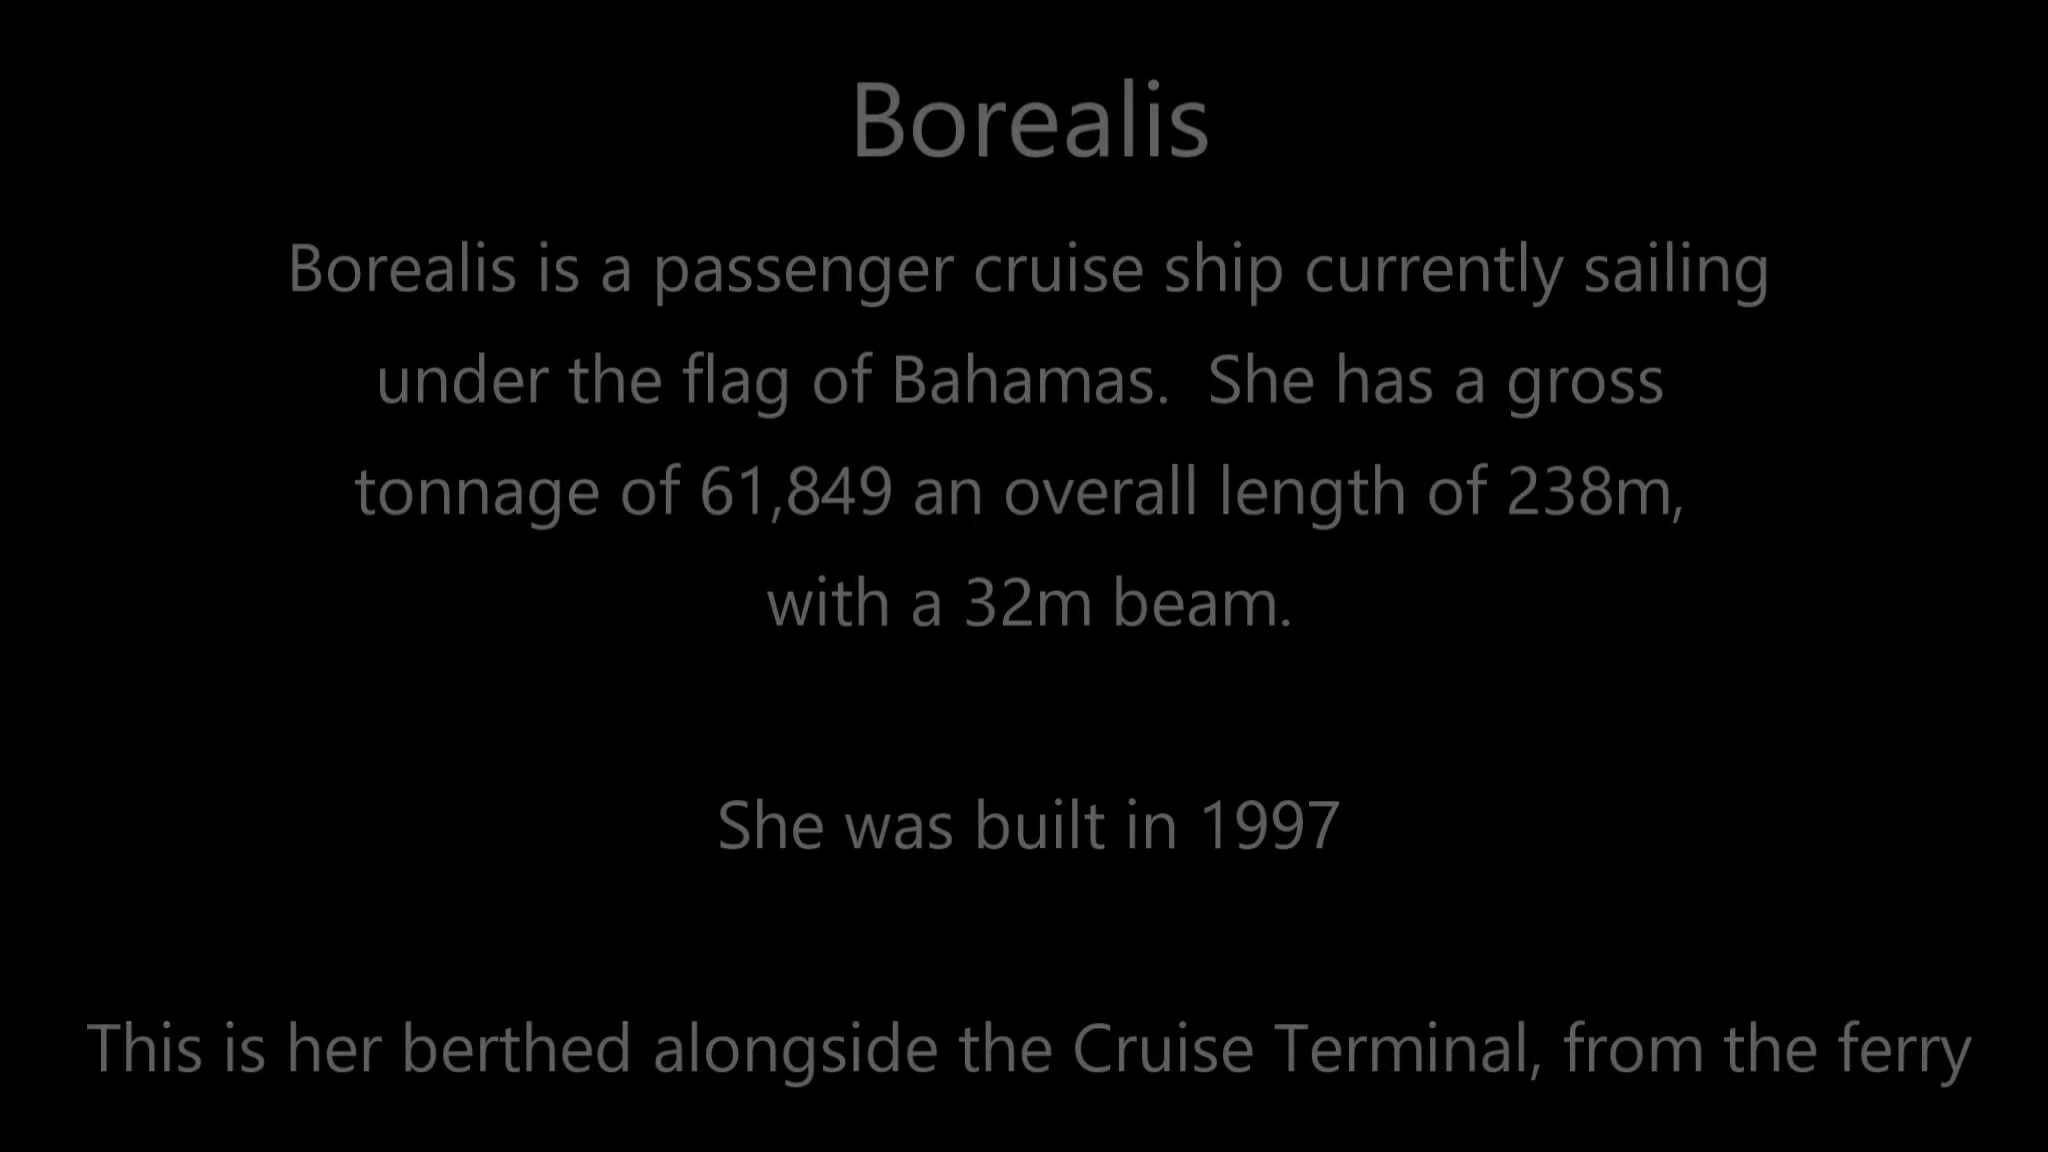 Borealis
Borealis is a passenger cruise ship currently sailing
under the flag of Bahamas.  She has a gross
tonnage of 61,849 an overall length of 238m,
with a 32m beam.
She was built in 1997
This is her berthed alongside the Cruise Terminal, from the ferry